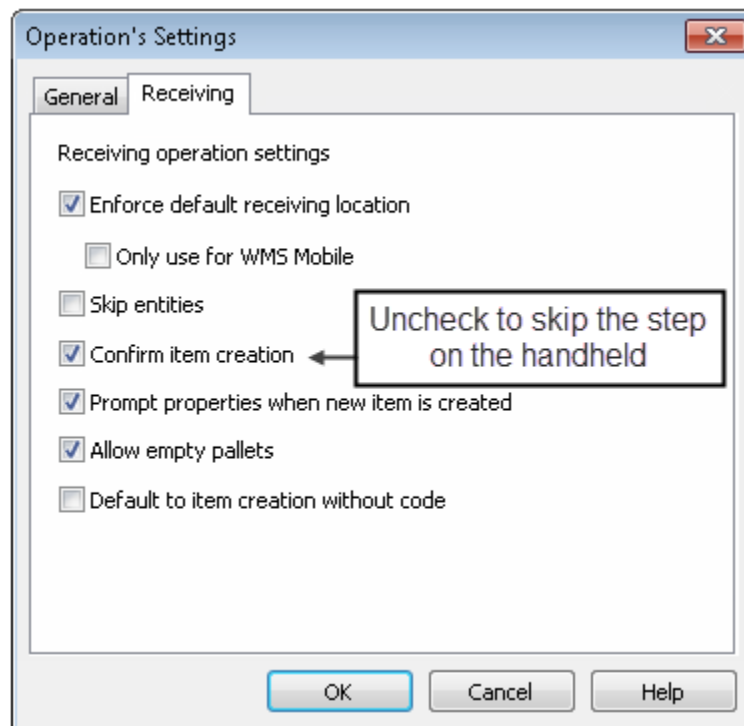 Operation's Settings
General
Receiving
Receiving operation settings
Enforce default receiving location
Only use for WMS Mobile
Skip entities
Uncheck to skip the step
on the handheld
Confirm item creation
Prompt properties when new item is created
Allow empty pallets
Default to item creation without code
OK
Cancel
Help